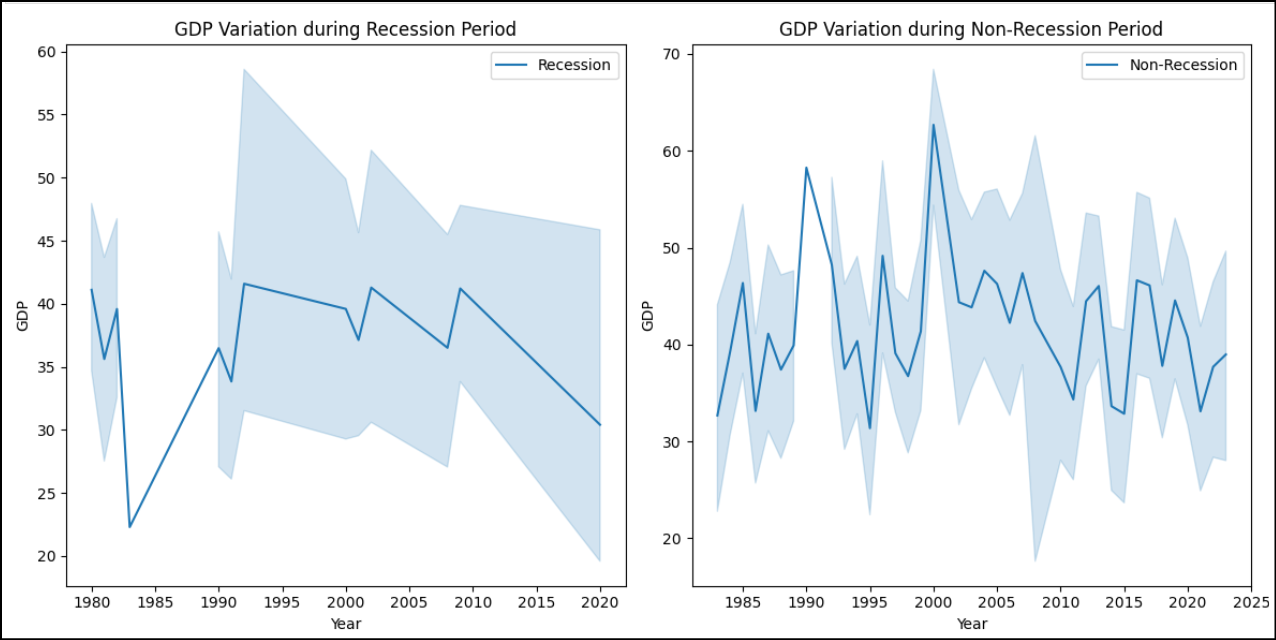 GDP Variation during Recession Period
60
55
50
45
40
35
30
25
20
GDP
Recession
1980 1985 1990 1995 2000 2005 2010 2015 2020
Year
GDP Variation during Non-Recession Period
70
60
50
40
30
20
GDP
Non-Recession
1985 1990 1995 2000 2005 2010 2015 2020 2025
Year